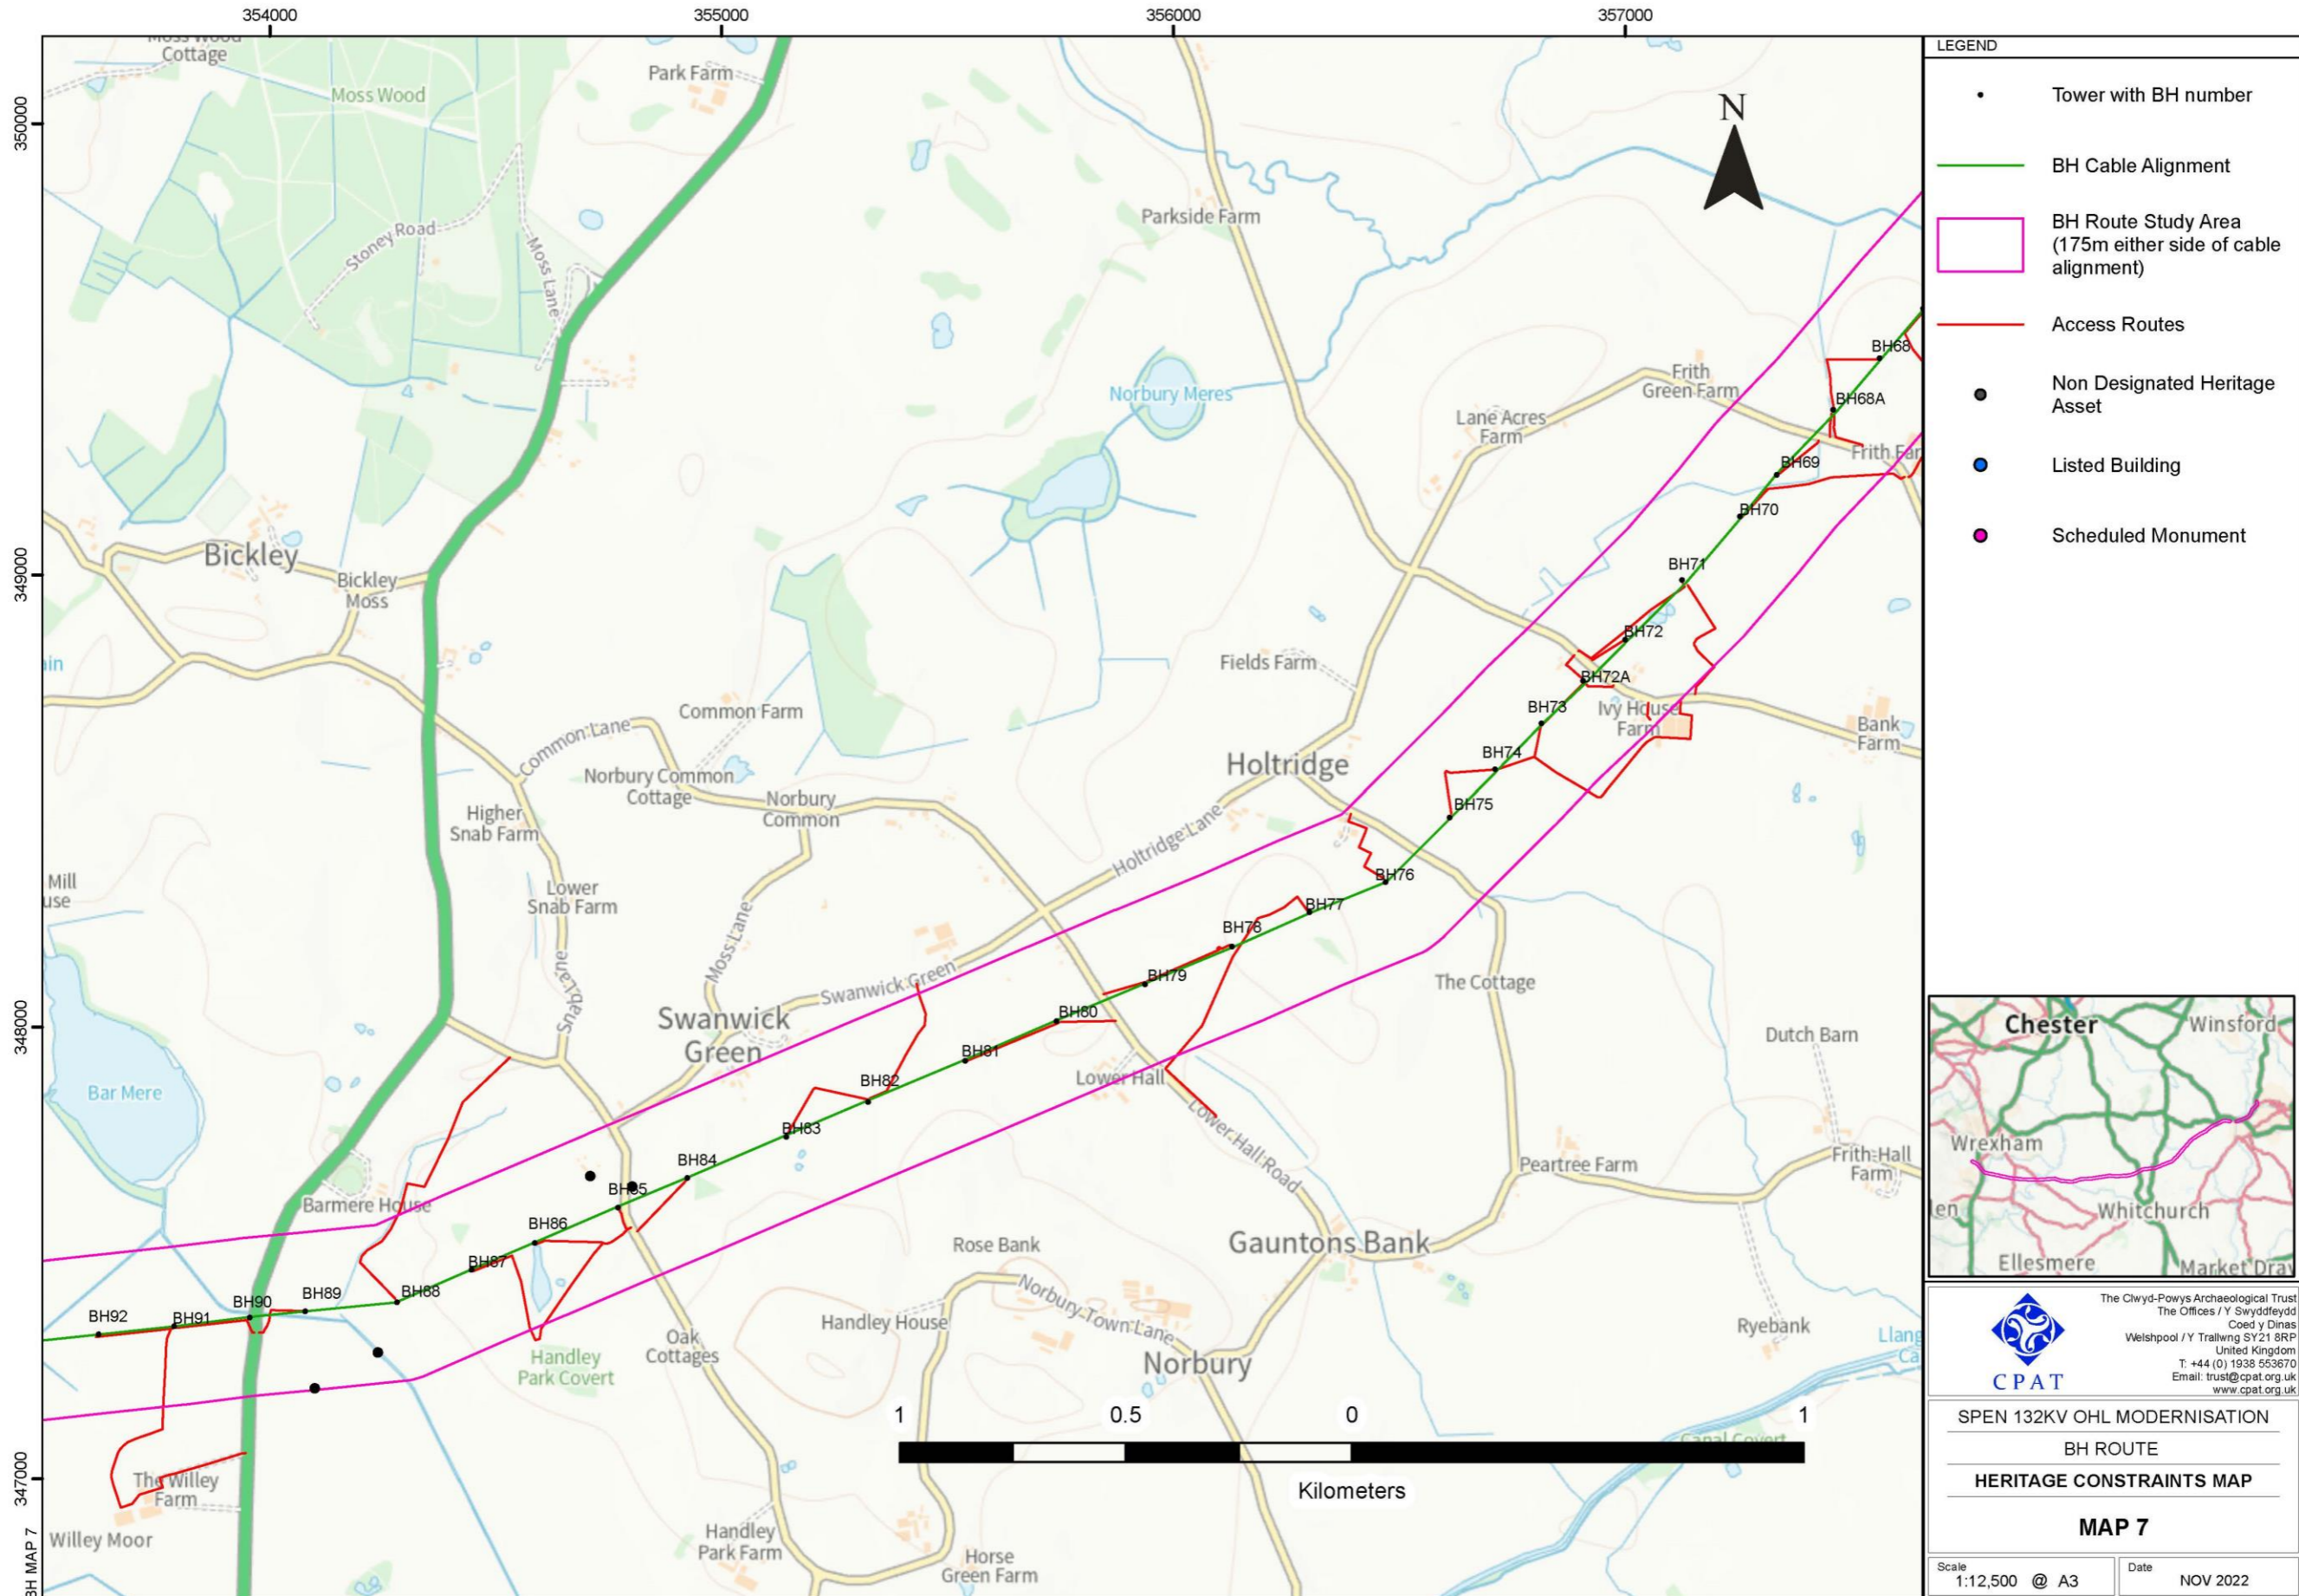 354000
355000
356000
357000
350000
349000
348000
347000
BH MAP 7
Cottage
Moss Wood
Park Farm
Stoney Road
Moss Lane
Parkside Farm
N
Norbury Meres
Lane Acres
Farm
Frith
Green Farm
BH68
BH68A
BH69
BH70
BH71
BH72
BH72A
BH73
BH74
BH75
BH76
BH77
BH78
BH79
BH80
BH81
BH82
BH83
BH84
BH86
BH87
BH88
BH89
BH90
BH91
BH92
Bickley
Bickley
Moss
Fields Farm
Common Farm
Common Lane
Norbury Common
Cottage
Norbury
Common
Holtridge
Holtridge Lane
Ivy House
Farm
Bank
Farm
Higher
Snab Farm
Lower
Snab Farm
Snab Lane
Moss Lane
Swanwick Green
Swanwick
Green
Mill
The Cottage
Dutch Barn
Bar Mere
Lower Hall
Lower Hall Road
Peartree Farm
Frith-Hall
Farm
Barmere House
Rose Bank
Gauntons Bank
Handley House
Norbury Town Lane
Oak
Cottages
Handley
Park Covert
Norbury
Ryebank
The Willey
Farm
Willey Moor
Handley
Park Farm
Horse
Green Farm
Canal Covert
1
0.5
0
1
Kilometers
LEGEND
Tower with BH number
BH Cable Alignment
BH Route Study Area
(175m either side of cable
alignment)
Access Routes
Non Designated Heritage
Asset
Listed Building
Scheduled Monument
Chester
Winsford
Wrexham
Whitchurch
Ellesmere
Market Dray
CPAT
The Clwyd-Powys Archaeological Trust
The Offices / Y Swyddfeydd
Coed y Dinas
Welshpool / Y Trallwng SY21 8RP
United Kingdom
T: +44 (0) 1938 553670
Email: trust@cpat.org.uk
www.cpat.org.uk
SPEN 132KV OHL MODERNISATION
BH ROUTE
HERITAGE CONSTRAINTS MAP
MAP 7
Scale
1:12,500 @ A3
Date
NOV 2022